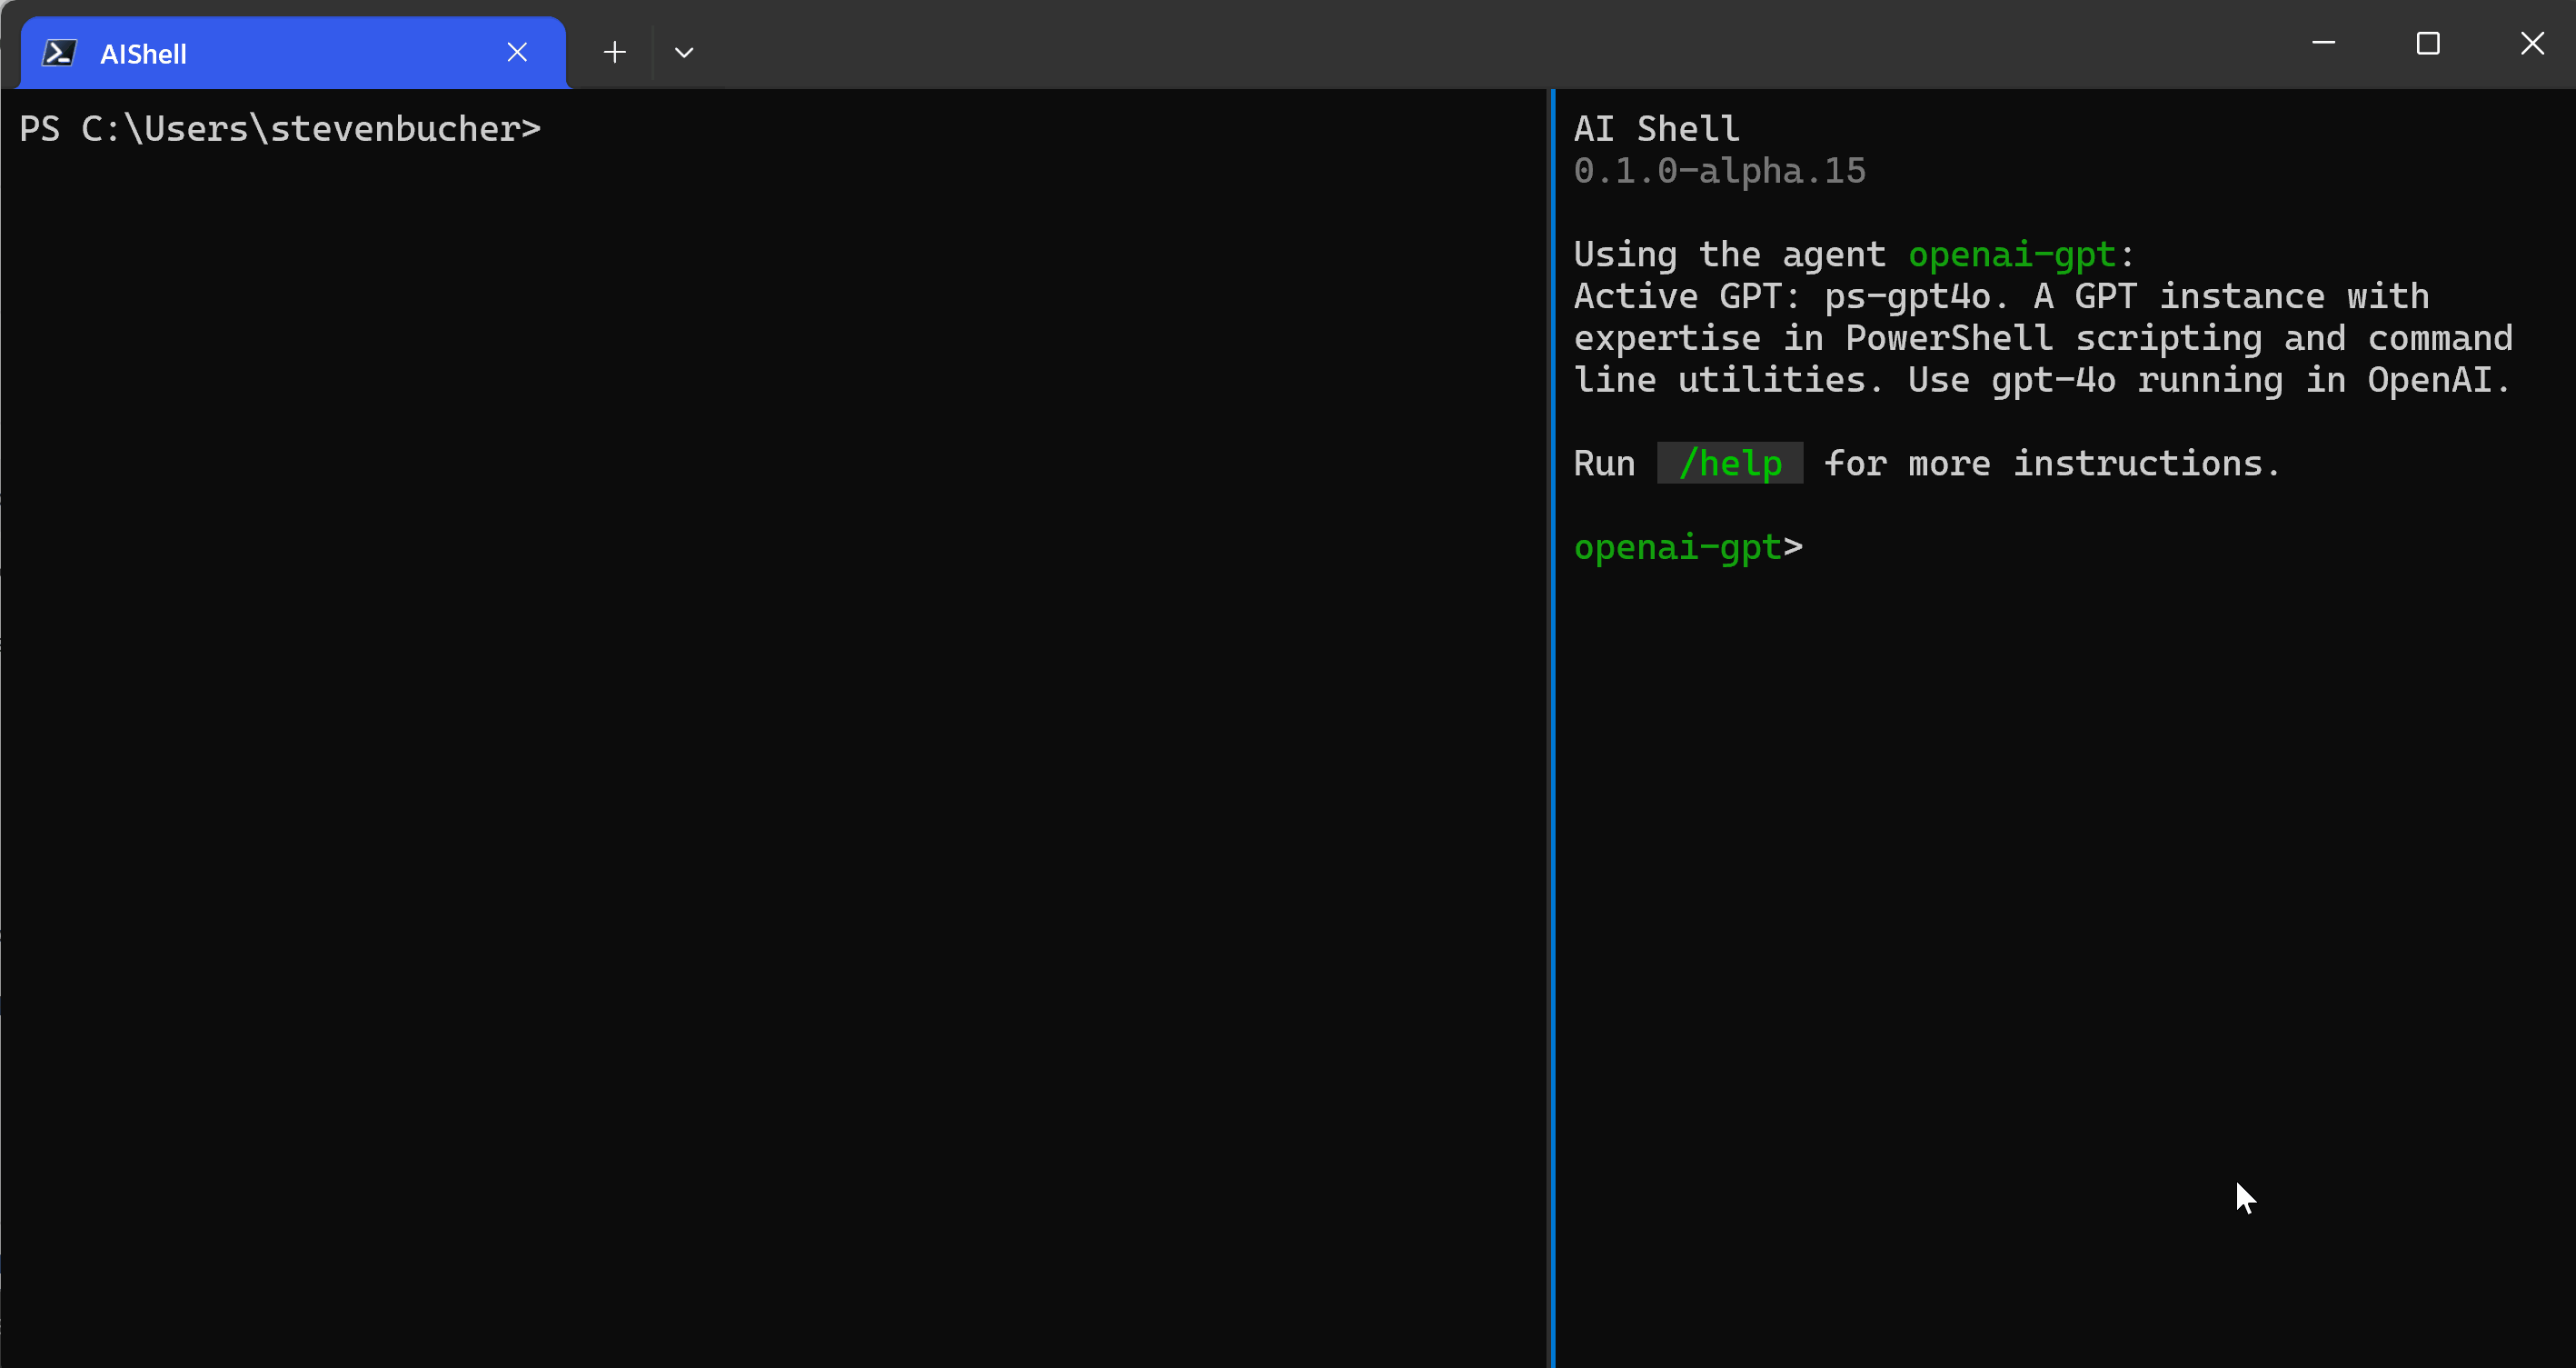 AIShell
PS C:\Users\stevenbucher>
AI Shell
0.1.0-alpha.15
Using the agent openai-gpt:
Active GPT: ps-gpt4o. A GPT instance with
expertise in PowerShell scripting and command
line utilities. Use gpt-4o running in OpenAI.
Run /help for more instructions.
openai-gpt>